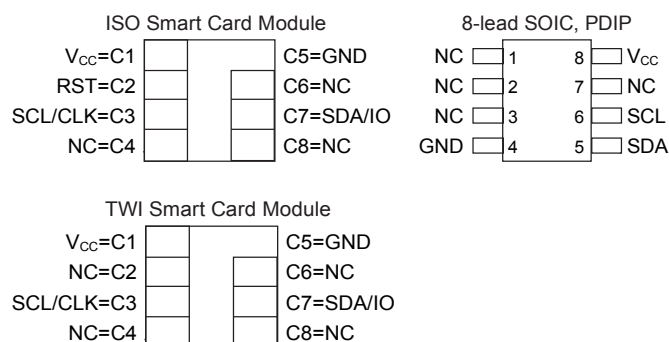 ISO Smart Card Module
VCC=C1 C5=GND
RST=C2 C6=NC
SCL/CLK=C3 C7=SDA/IO
NC=C4 C8=NC
8-lead SOIC, PDIP
NC 1 8 VCC
NC 2 7 NC
NC 3 6 SCL
GND 4 5 SDA
TWI Smart Card Module
VCC=C1 C5=GND
NC=C2 C6=NC
SCL/CLK=C3 C7=SDA/IO
NC=C4 C8=NC